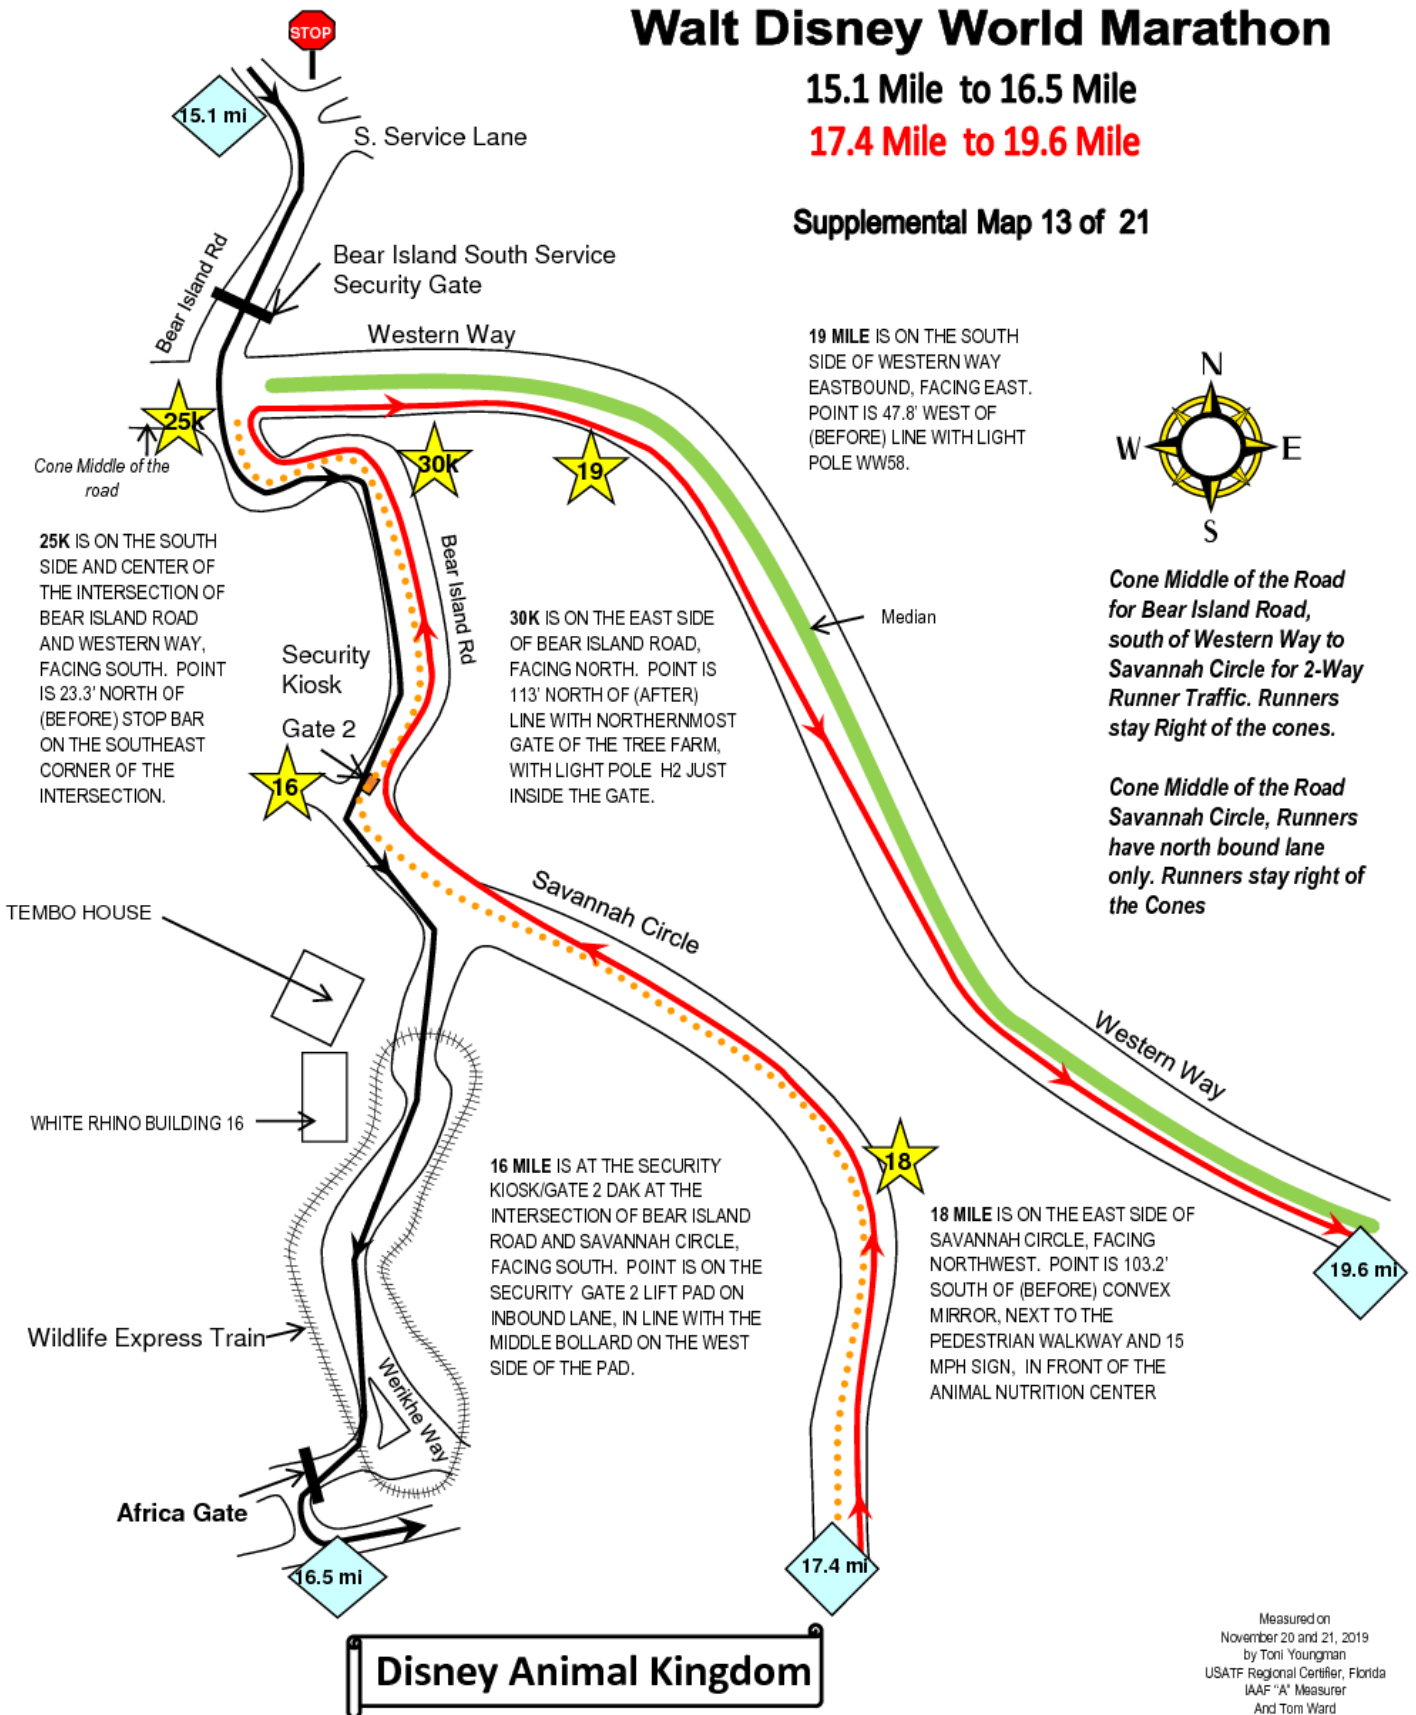 STOP
Walt Disney World Marathon
15.1 Mile to 16.5 Mile
17.4 Mile to 19.6 Mile
Supplemental Map 13 of 21
15.1 mi
S. Service Lane
Bear Island Rd
Bear Island South Service
Security Gate
Western Way
19 MILE IS ON THE SOUTH
SIDE OF WESTERN WAY
EASTBOUND, FACING EAST.
POINT IS 47.8' WEST OF
(BEFORE) LINE WITH LIGHT
POLE WW58.
N
W
E
S
25k
Cone Middle of the
road
30k
19
25K IS ON THE SOUTH
SIDE AND CENTER OF
THE INTERSECTION OF
BEAR ISLAND ROAD
AND WESTERN WAY,
FACING SOUTH. POINT
IS 23.3' NORTH OF
(BEFORE) STOP BAR
ON THE SOUTHEAST
CORNER OF THE
INTERSECTION.
Bear Island Rd
30K IS ON THE EAST SIDE
OF BEAR ISLAND ROAD,
FACING NORTH. POINT IS
113' NORTH OF (AFTER)
LINE WITH NORTHERNMOST
GATE OF THE TREE FARM,
WITH LIGHT POLE H2 JUST
INSIDE THE GATE.
Median
Cone Middle of the Road
for Bear Island Road,
south of Western Way to
Savannah Circle for 2-Way
Runner Traffic. Runners
stay Right of the cones.
Cone Middle of the Road
Savannah Circle, Runners
have north bound lane
only. Runners stay right of
the Cones
Security
Kiosk
Gate 2
16
TEMBO HOUSE
Savannah Circle
Western Way
WHITE RHINO BUILDING 16
16 MILE IS AT THE SECURITY
KIOSK/GATE 2 DAK AT THE
INTERSECTION OF BEAR ISLAND
ROAD AND SAVANNAH CIRCLE,
FACING SOUTH. POINT IS ON THE
SECURITY GATE 2 LIFT PAD ON
INBOUND LANE, IN LINE WITH THE
MIDDLE BOLLARD ON THE WEST
SIDE OF THE PAD.
18
18 MILE IS ON THE EAST SIDE OF
SAVANNAH CIRCLE, FACING
NORTHWEST. POINT IS 103.2'
SOUTH OF (BEFORE) CONVEX
MIRROR, NEXT TO THE
PEDESTRIAN WALKWAY AND 15
MPH SIGN, IN FRONT OF THE
ANIMAL NUTRITION CENTER
19.6 mi
Wildlife Express Train
Werikhe Way
Africa Gate
16.5 mi
17.4 mi
Disney Animal Kingdom
Measured on
November 20 and 21, 2019
by Toni Youngman
USATF Regional Certifier, Florida
IAAF "A" Measurer
And Tom Ward